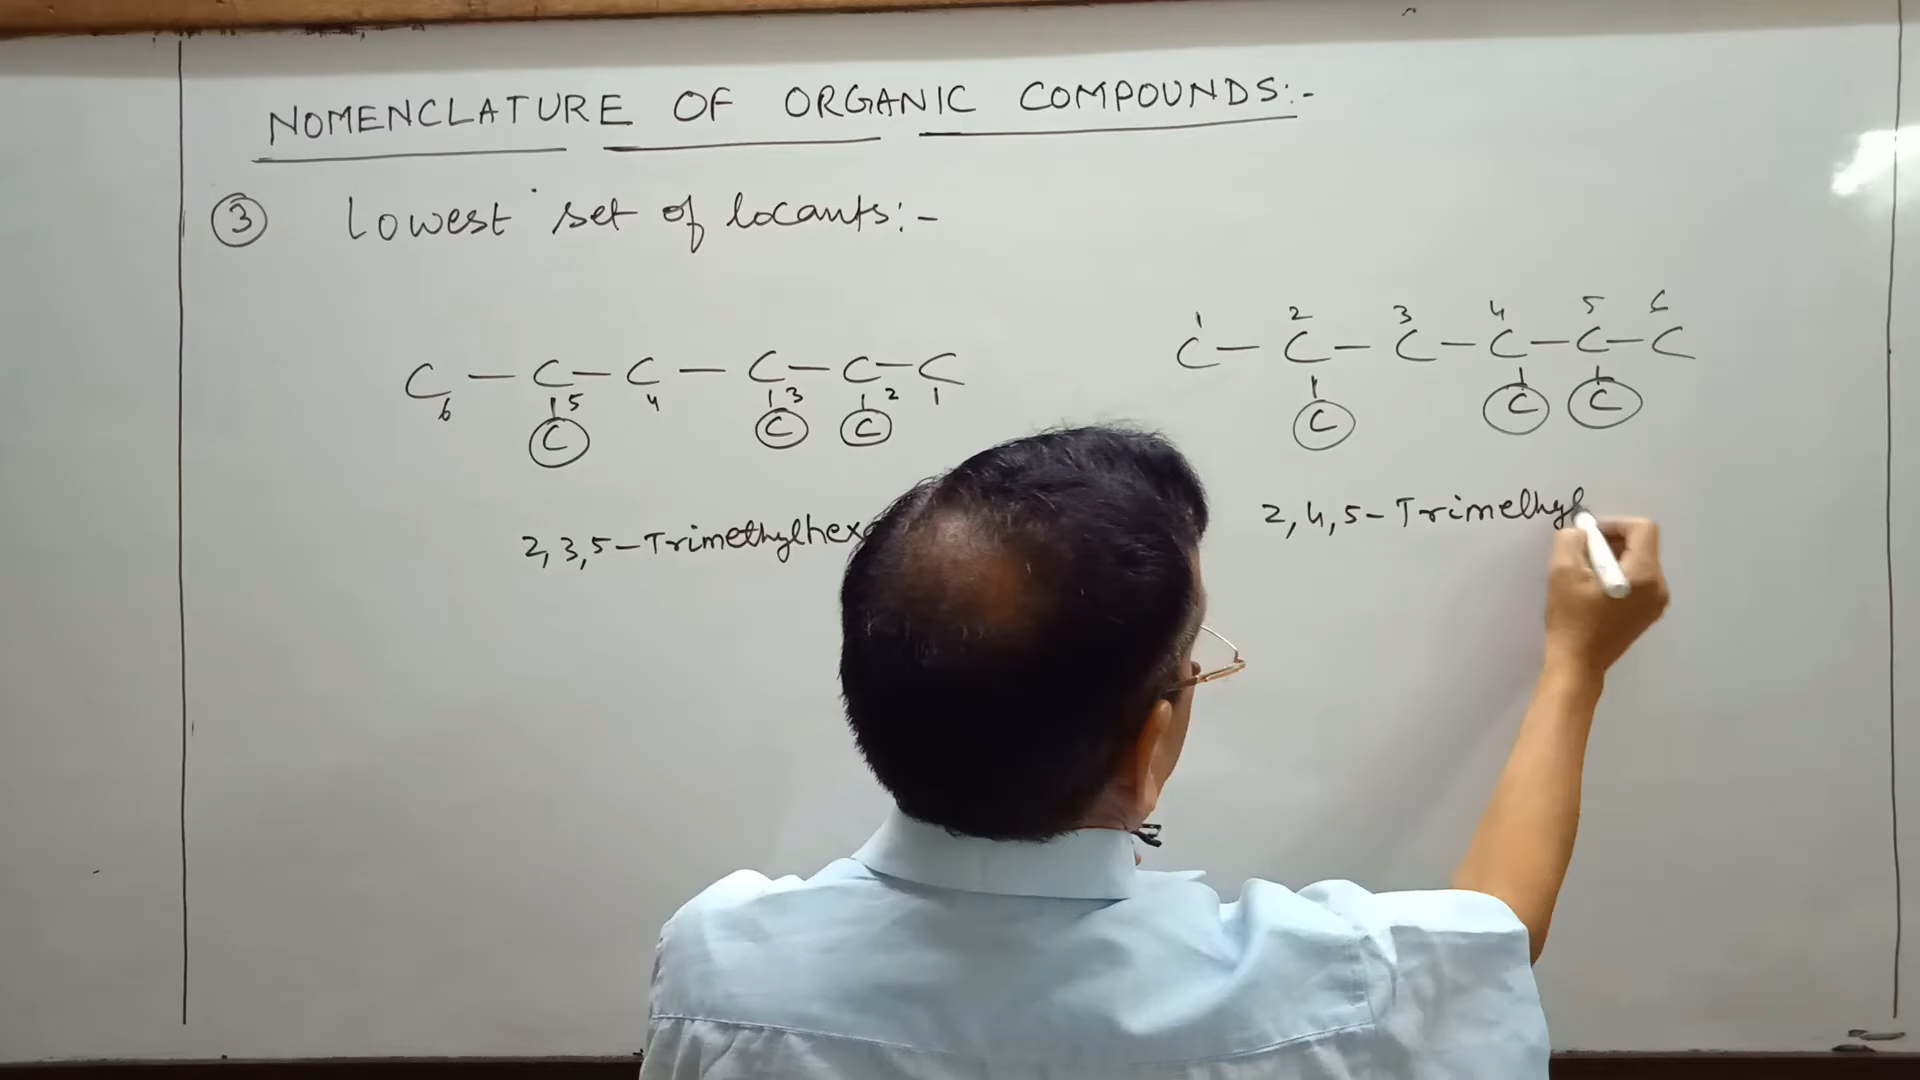 NOMENCLATURE OF ORGANIC COMPOUNDS:-
③ Lowest set of locants:-
1 2 3 4 5 6
C — C — C — C — C — C
C C C
C — C — C — C — C — C
6 5 4 3 2 1
C C C
2,3,5-Trimethylhex
2,4,5-Trimethyl